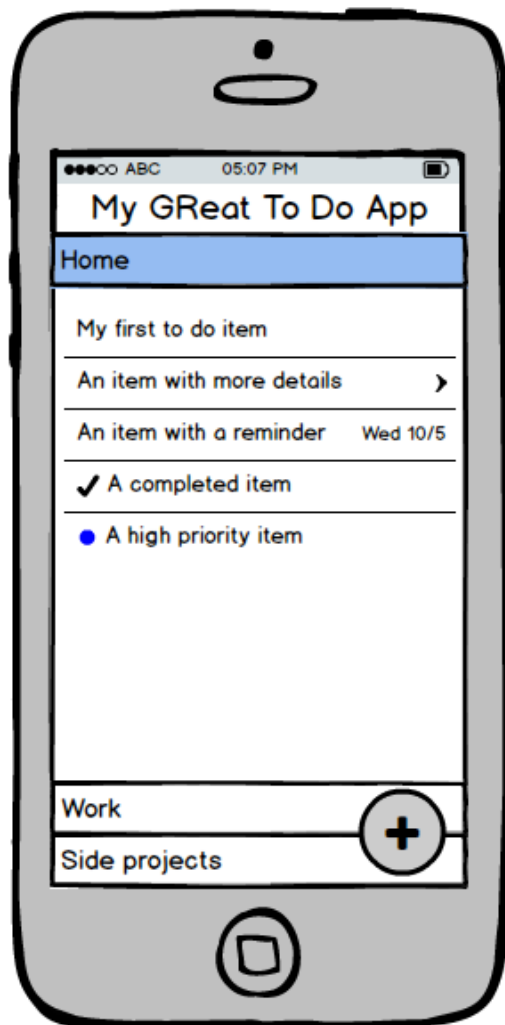 ABC 05:07 PM
My GReat To Do App
Home
My first to do item
An item with more details
An item with a reminder Wed 10/5
A completed item
A high priority item
Work
Side projects